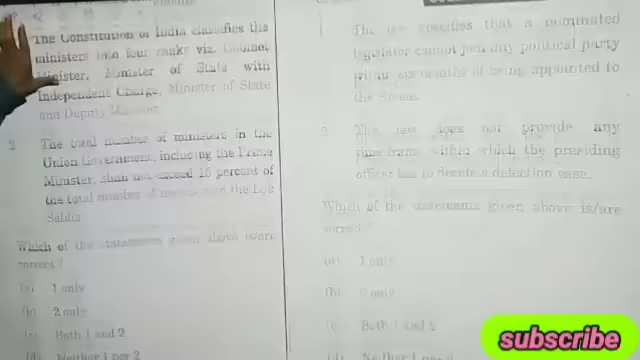 The Constitution of India classifies the
ministers into four ranks viz. Cabinet
Minister, Minister of State with
Independent Charge, Minister of State
and Deputy Minister
2 The total number of ministers in the
Union Government, including the Prime
Minister, shall not exceed 15 percent of
the total number of members in the Lok
Sabha
Which of the statements given above is/are
correct?
(a) 1 only
(b) 2 only
(c) Both 1 and 2
(d) Neither 1 nor 2
1 The law specifies that a nominated
legislator cannot join any political party
within six months of being appointed to
the House.
2 The law does not provide any
time-frame within which the presiding
officer has to decide a defection case.
Which of the statements given above is/are
correct?
(a) 1 only
(b) 2 only
(c) Both 1 and 2
(d) Neither 1 nor 2
subscribe